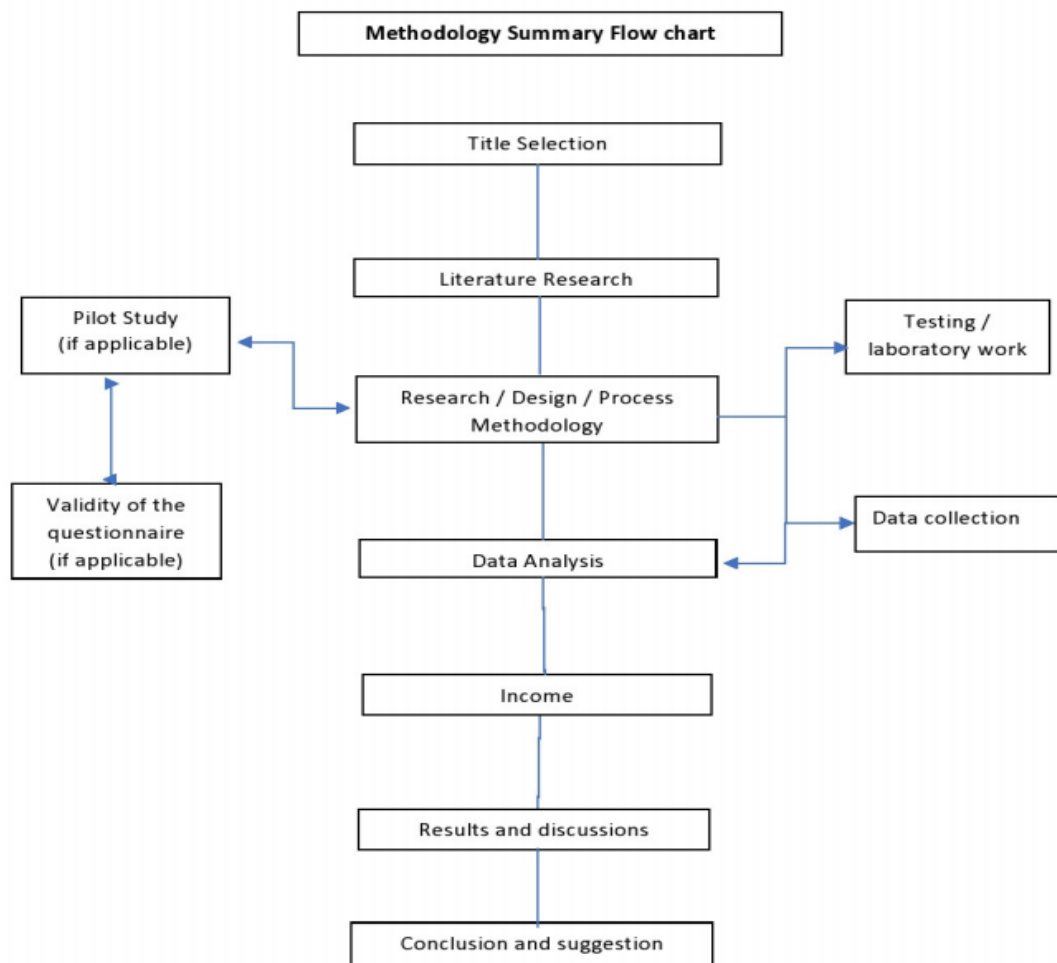 Methodology Summary Flow chart
Title Selection
Literature Research
Pilot Study
(if applicable)
Testing /
laboratory work
Research / Design / Process
Methodology
Validity of the
questionnaire
(if applicable)
Data collection
Data Analysis
Income
Results and discussions
Conclusion and suggestion